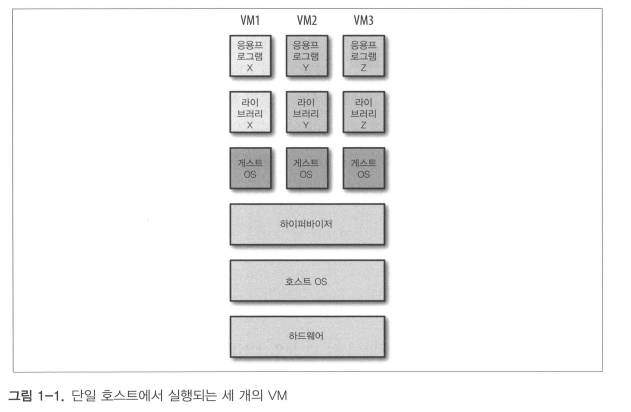 VM1 VM2 VM3
응용프 응용프 응용프
로그램 로그램 로그램
X Y Z
라이 라이 라이
브러리 브러리 브러리
X Y Z
게스트 게스트 게스트
OS OS OS
하이퍼바이저
호스트 OS
하드웨어
그림 1-1. 단일 호스트에서 실행되는 세 개의 VM